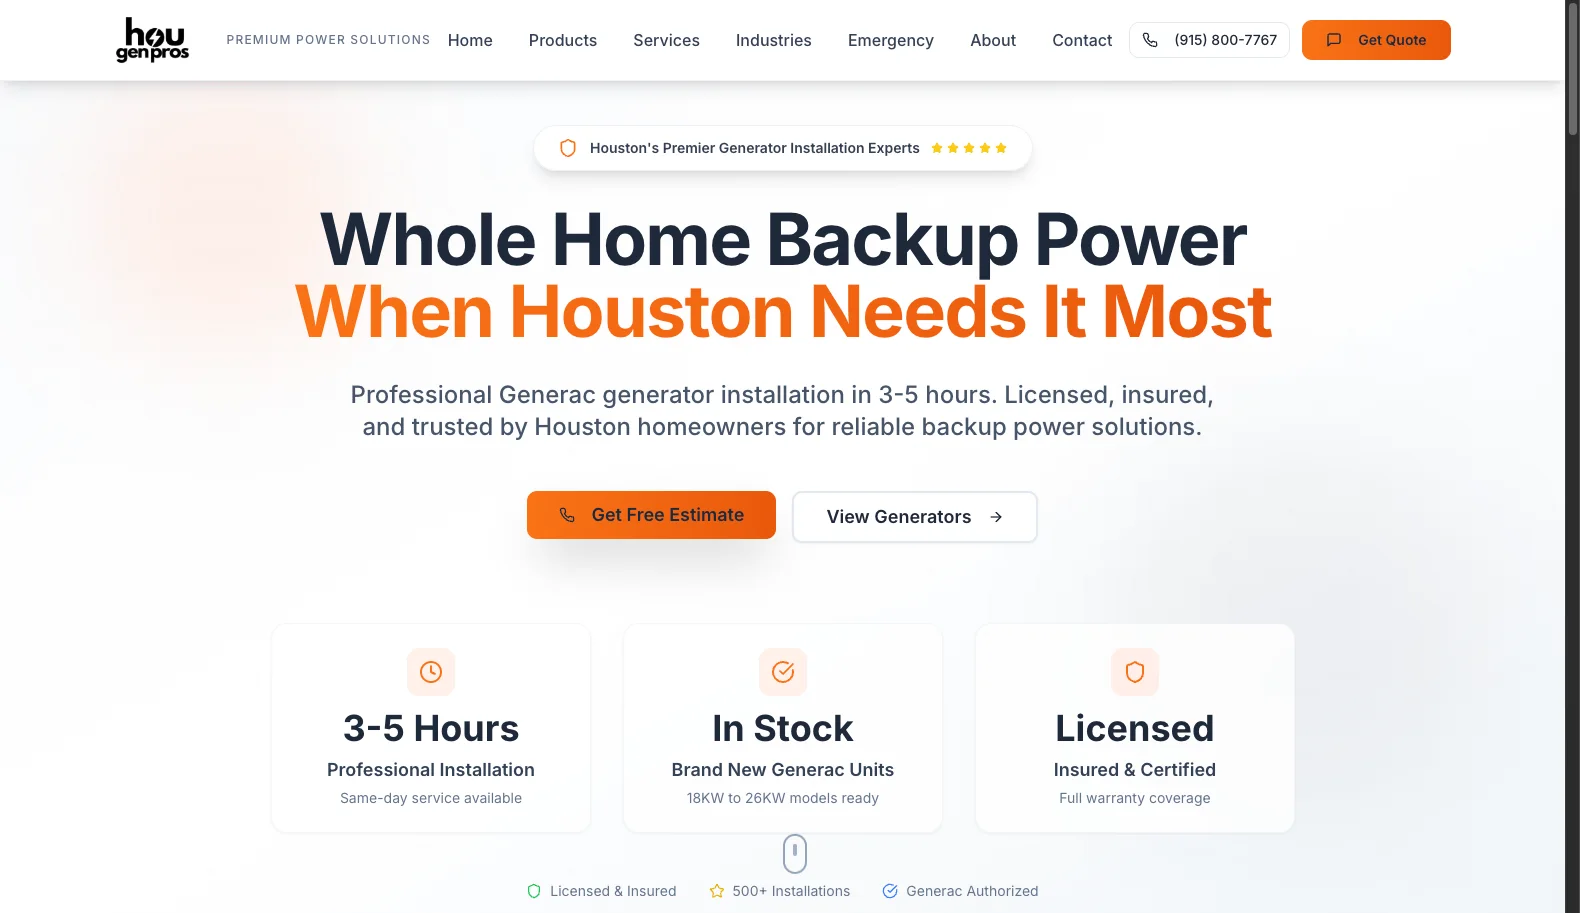 hou
genpros
PREMIUM POWER SOLUTIONS
Home
Products
Services
Industries
Emergency
About
Contact
(915) 800-7767
Get Quote
Houston's Premier Generator Installation Experts
Whole Home Backup Power
When Houston Needs It Most
Professional Generac generator installation in 3-5 hours. Licensed, insured,
and trusted by Houston homeowners for reliable backup power solutions.
Get Free Estimate
View Generators
3-5 Hours
Professional Installation
Same-day service available
In Stock
Brand New Generac Units
18KW to 26KW models ready
Licensed
Insured & Certified
Full warranty coverage
Licensed & Insured
500+ Installations
Generac Authorized